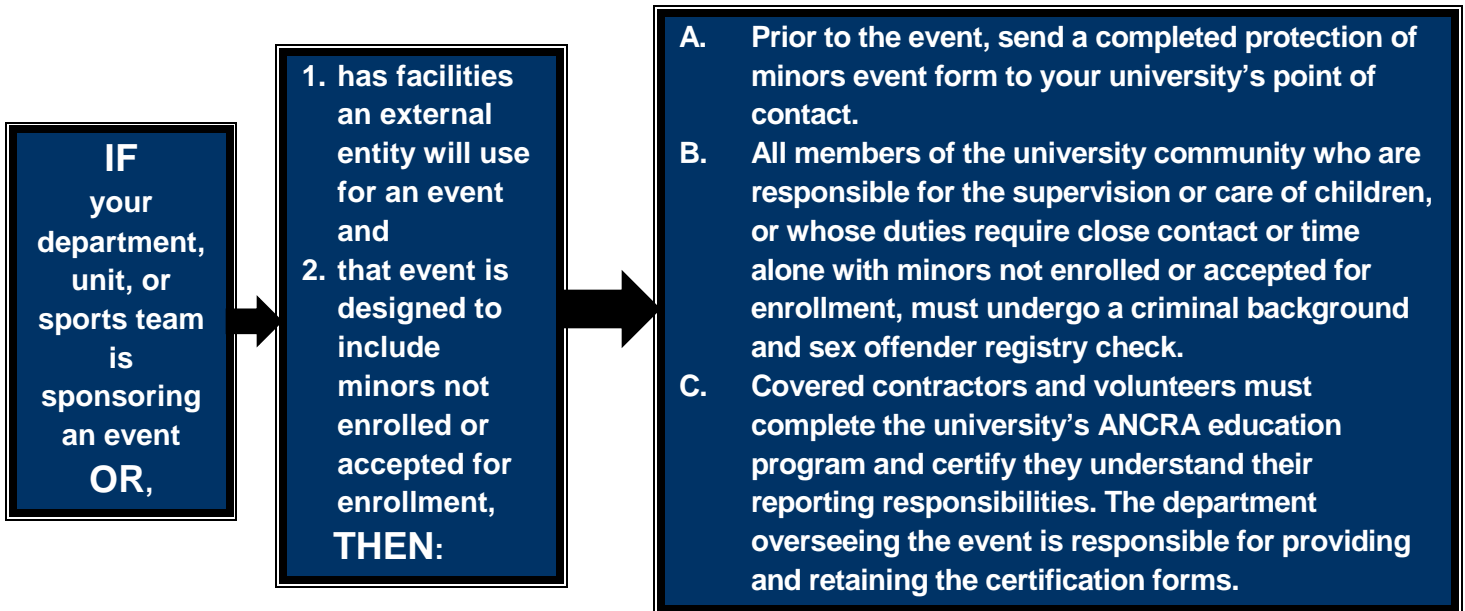 IF
your
department,
unit, or
sports team
is
sponsoring
an event
OR,
1. has facilities
an external
entity will use
for an event
and
2. that event is
designed to
include
minors not
enrolled or
accepted for
enrollment,
THEN:
A. Prior to the event, send a completed protection of
minors event form to your university’s point of
contact.
B. All members of the university community who are
responsible for the supervision or care of children,
or whose duties require close contact or time
alone with minors not enrolled or accepted for
enrollment, must undergo a criminal background
and sex offender registry check.
C. Covered contractors and volunteers must
complete the university’s ANCRA education
program and certify they understand their
reporting responsibilities. The department
overseeing the event is responsible for providing
and retaining the certification forms.